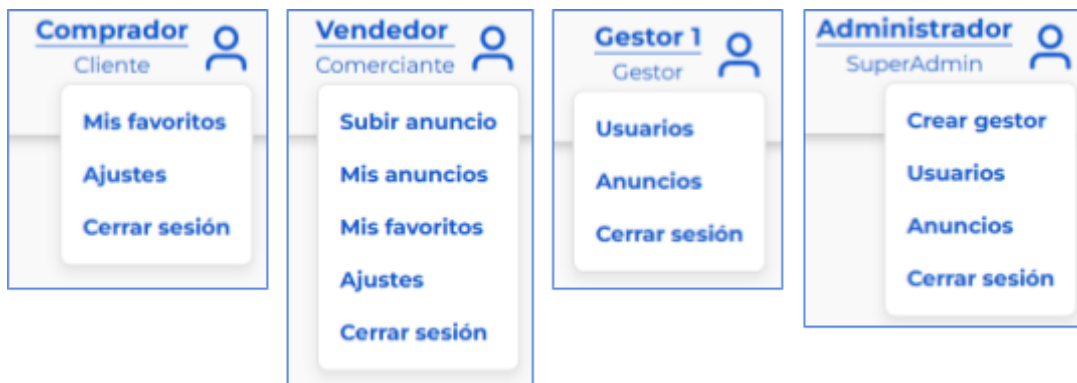 Comprador
Cliente
Mis favoritos
Ajustes
Cerrar sesión
Vendedor
Comerciante
Subir anuncio
Mis anuncios
Mis favoritos
Ajustes
Cerrar sesión
Gestor 1
Gestor
Usuarios
Anuncios
Cerrar sesión
Administrador
SuperAdmin
Crear gestor
Usuarios
Anuncios
Cerrar sesión